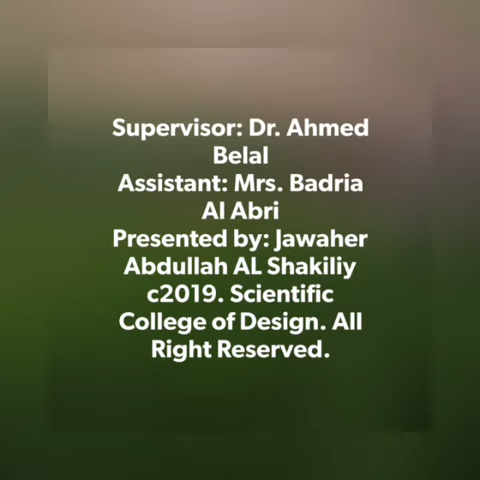 Supervisor: Dr. Ahmed
Belal
Assistant: Mrs. Badria
Al Abri
Presented by: Jawaher
Abdullah AL Shakiliy
c2019. Scientific
College of Design. All
Right Reserved.